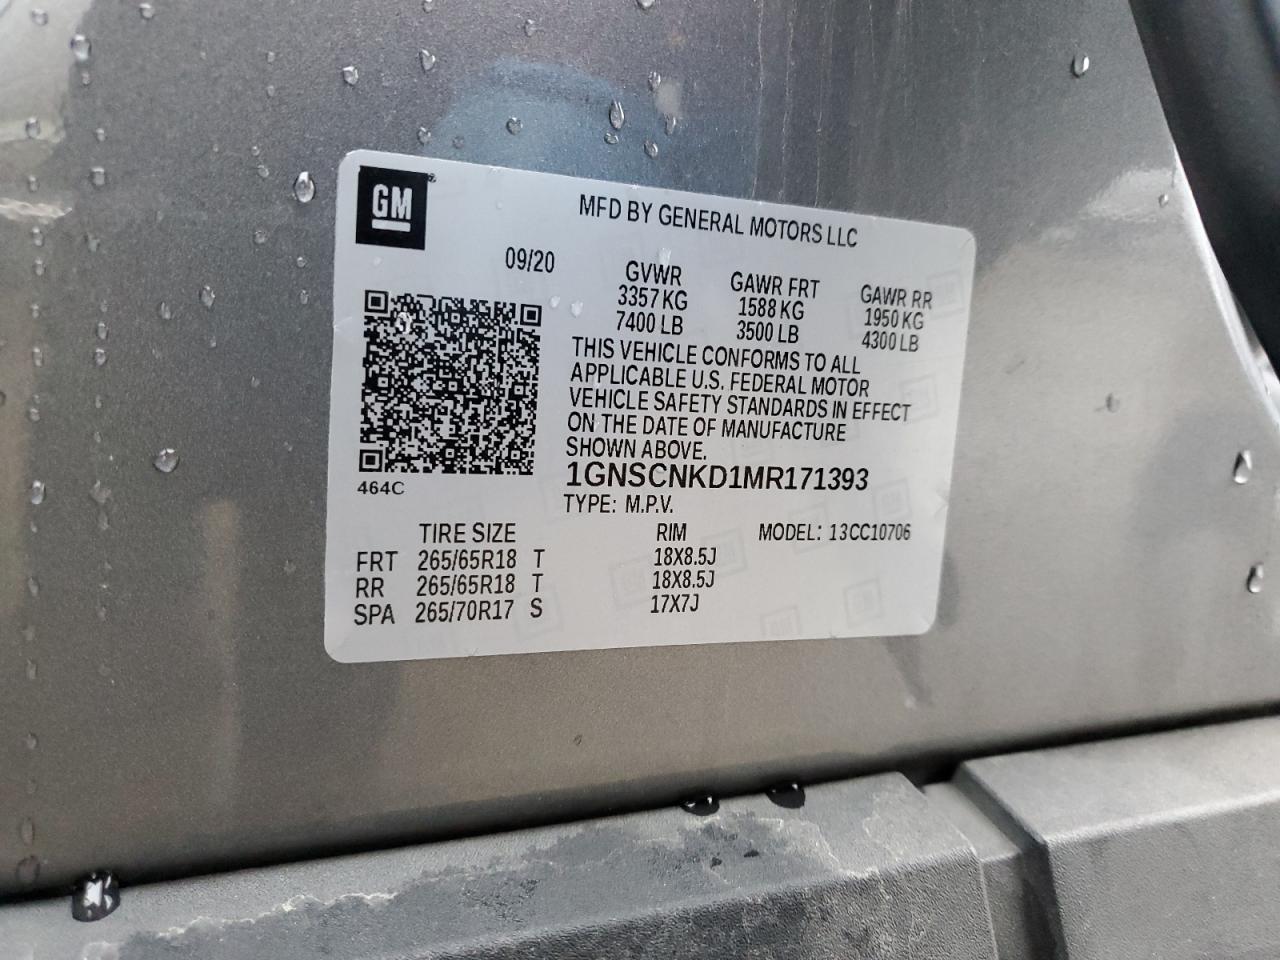 GM
MFD BY GENERAL MOTORS LLC
09/20
GVWR GAWR FRT GAWR RR
3357 KG 1588 KG 1950 KG
7400 LB 3500 LB 4300 LB
THIS VEHICLE CONFORMS TO ALL
APPLICABLE U.S. FEDERAL MOTOR
VEHICLE SAFETY STANDARDS IN EFFECT
ON THE DATE OF MANUFACTURE
SHOWN ABOVE.
1GNSCNKD1MR171393
464C
TYPE: M.P.V.
TIRE SIZE RIM MODEL: 13CC10706
FRT 265/65R18 T 18X8.5J
RR 265/65R18 T 18X8.5J
SPA 265/70R17 S 17X7J